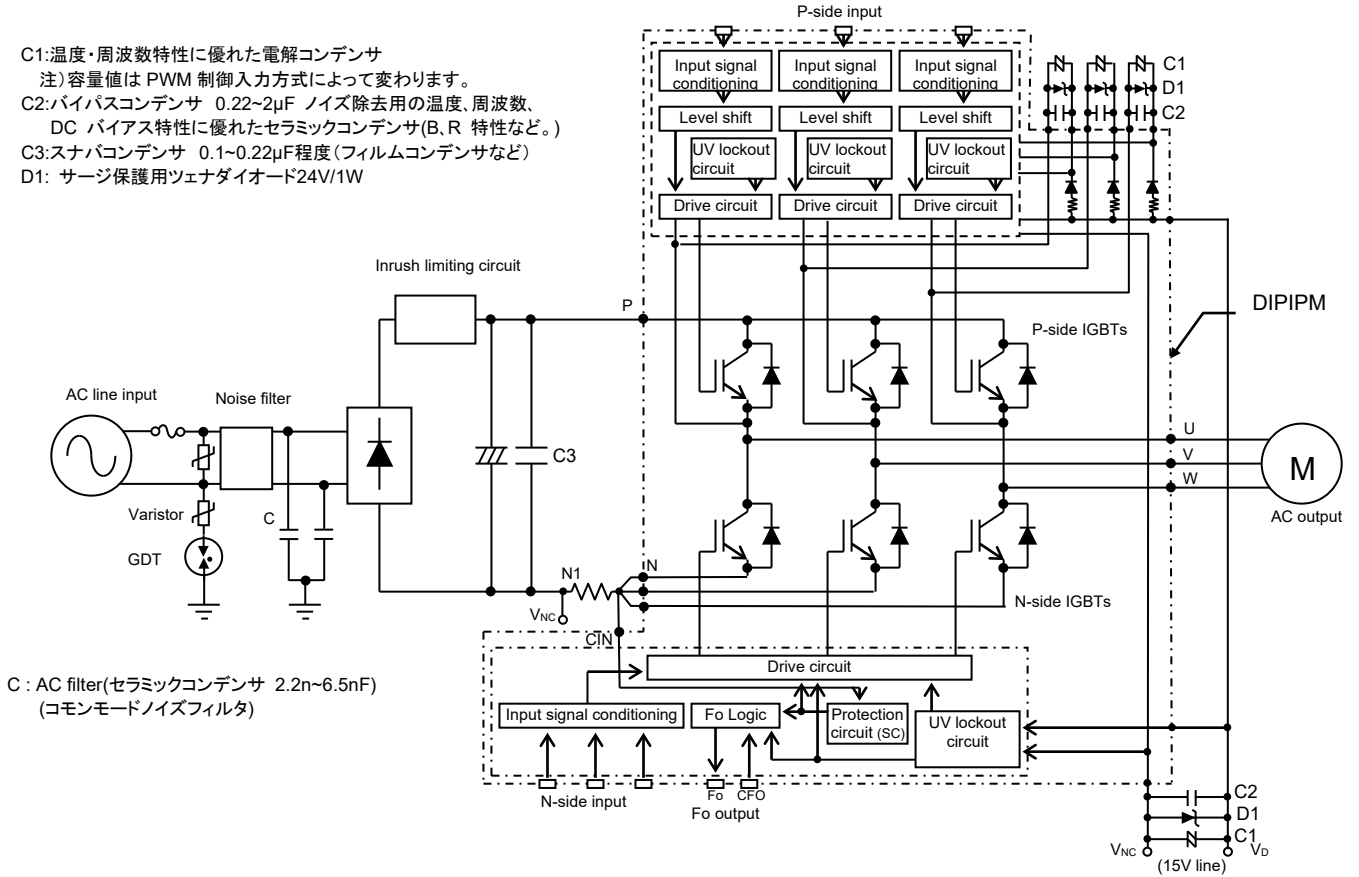 P-side input
C1:温度・周波数特性に優れた電解コンデンサ
注)容量値は PWM 制御入力方式によって変わります。
C2:バイパスコンデンサ 0.22~2μF ノイズ除去用の温度、周波数、
DC バイアス特性に優れたセラミックコンデンサ(B、R 特性など。)
C3:スナバコンデンサ 0.1~0.22μF程度(フィルムコンデンサなど)
D1: サージ保護用ツェナダイオード24V/1W
Input signal
conditioning
Input signal
conditioning
Input signal
conditioning
Level shift
Level shift
Level shift
UV lockout
circuit
UV lockout
circuit
UV lockout
circuit
Drive circuit
Drive circuit
Drive circuit
C1
D1
C2
Inrush limiting circuit
P
P-side IGBTs
DIPIPM
AC line input
Noise filter
C3
U
V
W
M
AC output
Varistor
C
GDT
N1
N
VNC
CIN
N-side IGBTs
C : AC filter(セラミックコンデンサ 2.2n~6.5nF)
(コモンモードノイズフィルタ)
Drive circuit
Input signal conditioning
Fo Logic
Protection
circuit (SC)
UV lockout
circuit
N-side input
Fo
CFO
Fo output
C2
D1
C1
VNC
VD
(15V line)